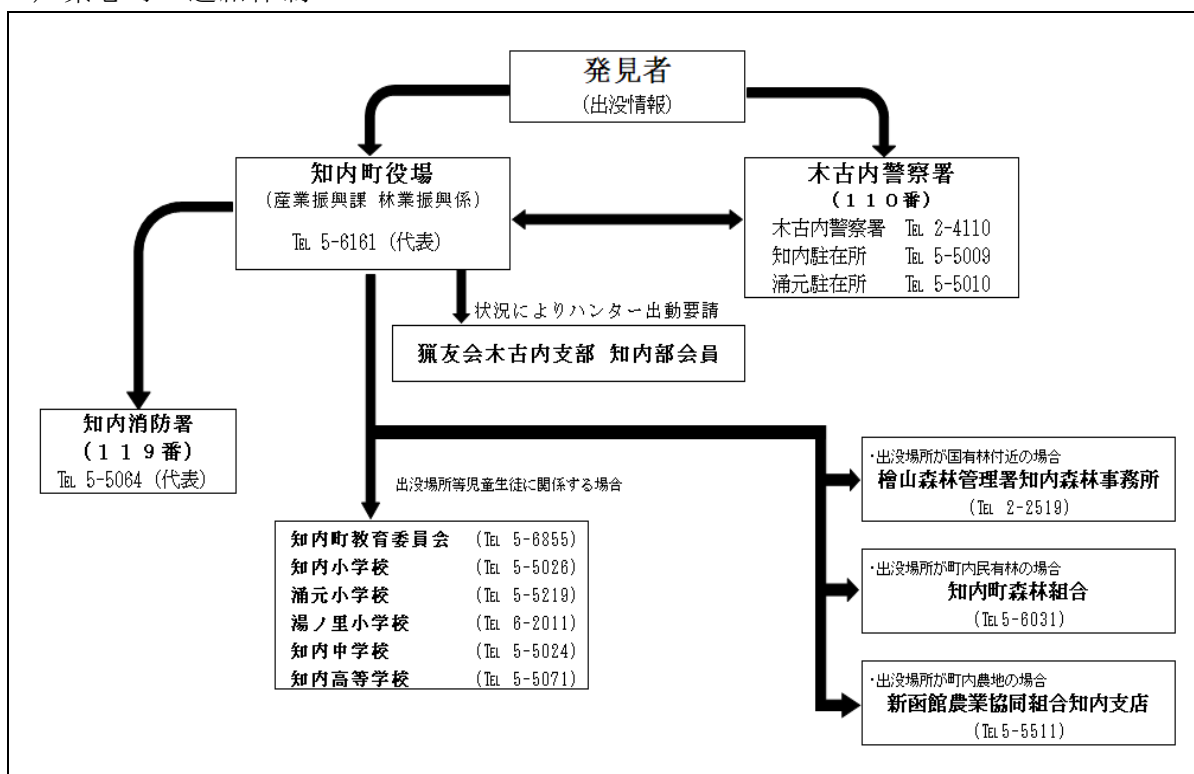 発見者
(出没情報)
知内町役場
(産業振興課 林業振興係)
℡ 5-6161 (代表)
木古内警察署
(110番)
木古内警察署 ℡ 2-4110
知内駐在所 ℡ 5-5009
涌元駐在所 ℡ 5-5010
状況によりハンター出動要請
猟友会木古内支部 知内部会員
知内消防署
(119番)
℡ 5-5064 (代表)
出没場所等児童生徒に関係する場合
知内町教育委員会 (℡ 5-6855)
知内小学校 (℡ 5-5026)
涌元小学校 (℡ 5-5219)
湯ノ里小学校 (℡ 6-2011)
知内中学校 (℡ 5-5024)
知内高等学校 (℡ 5-5071)
・出没場所が国有林付近の場合
檜山森林管理署知内森林事務所
(℡ 2-2519)
・出没場所が町内民有林の場合
知内町森林組合
(℡5-6031)
・出没場所が町内農地の場合
新函館農業協同組合知内支店
(℡5-5511)